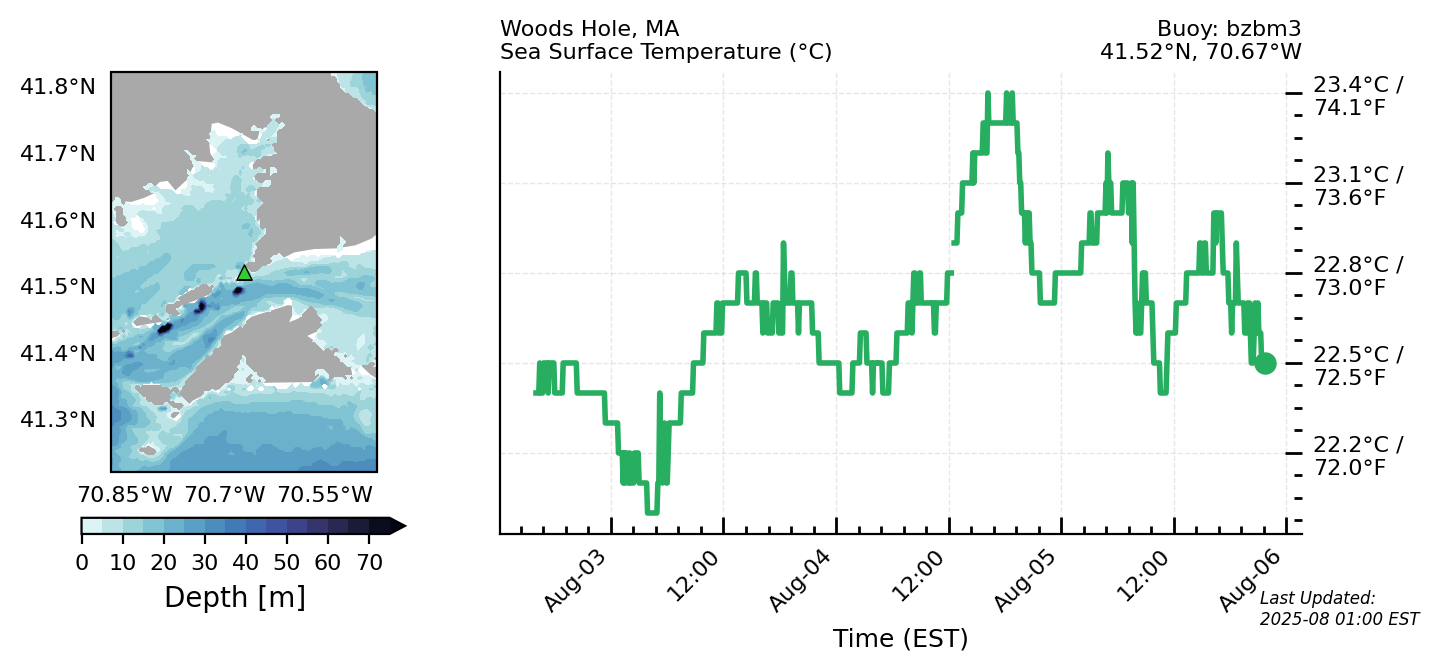 Woods Hole, MA
Sea Surface Temperature (°C)
Buoy: bzbm3
41.52°N, 70.67°W
41.8°N
41.7°N
41.6°N
41.5°N
41.4°N
41.3°N
70.85°W 70.7°W 70.55°W
0 10 20 30 40 50 60 70
Depth [m]
23.4°C /
74.1°F
23.1°C /
73.6°F
22.8°C /
73.0°F
22.5°C /
72.5°F
22.2°C /
72.0°F
Aug-03 12:00 Aug-04 12:00 Aug-05 12:00 Aug-06
Time (EST)
Last Updated:
2025-08 01:00 EST